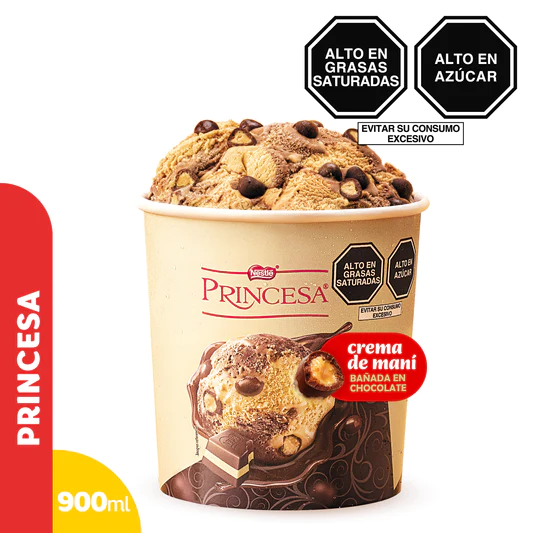 ALTO EN
GRASAS
SATURADAS
ALTO EN
AZÚCAR
EVITAR SU CONSUMO
EXCESIVO
Nestlé
PRINCESA®
ALTO EN
GRASAS
SATURADAS
ALTO EN
AZÚCAR
EVITAR SU CONSUMO
EXCESIVO
crema
de maní
BAÑADA EN
CHOCOLATE
PRINCESA
900ml